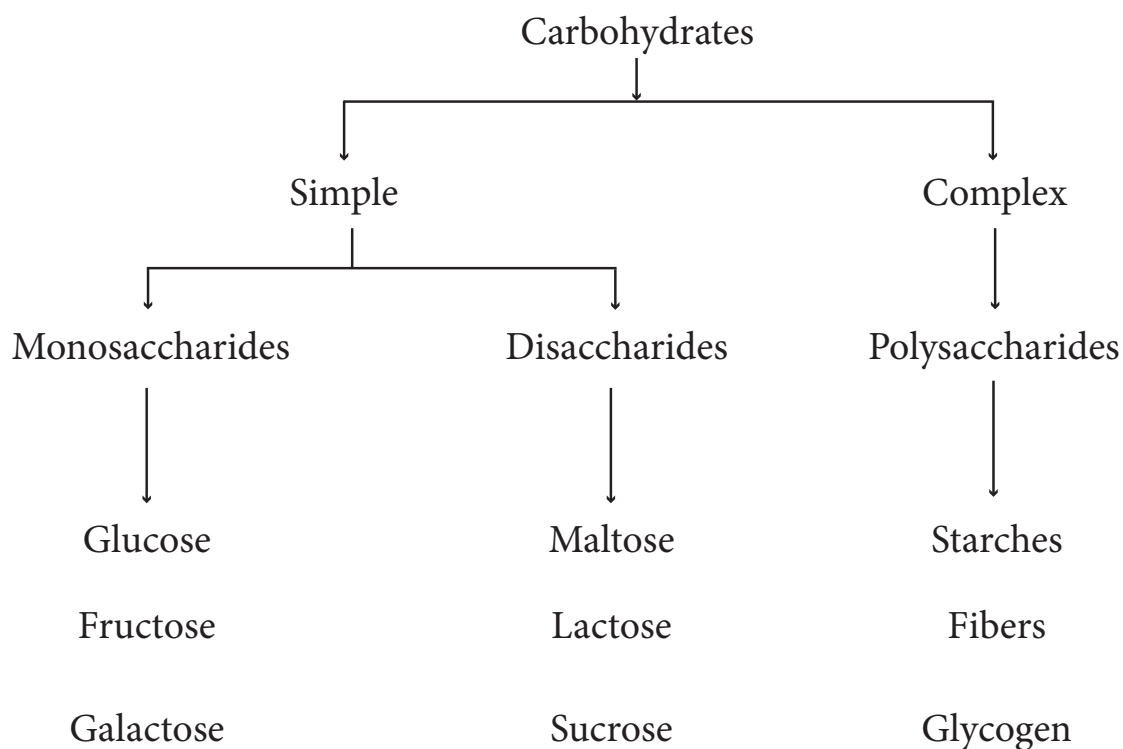 Carbohydrates
Simple Complex
Monosaccharides Disaccharides Polysaccharides
Glucose Maltose Starches
Fructose Lactose Fibers
Galactose Sucrose Glycogen